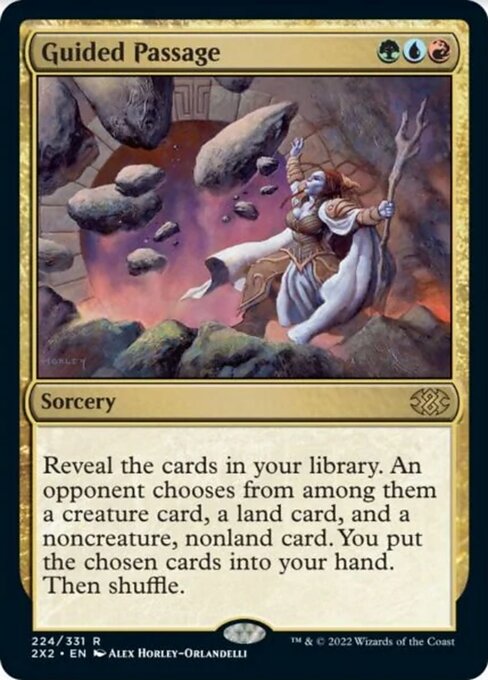 Guided Passage
HORLEY
Sorcery
Reveal the cards in your library. An
opponent chooses from among them
a creature card, a land card, and a
noncreature, nonland card. You put
the chosen cards into your hand.
Then shuffle.
224/331 R
2X2 • EN Alex Horley-Orlandelli
™ & © 2022 Wizards of the Coast